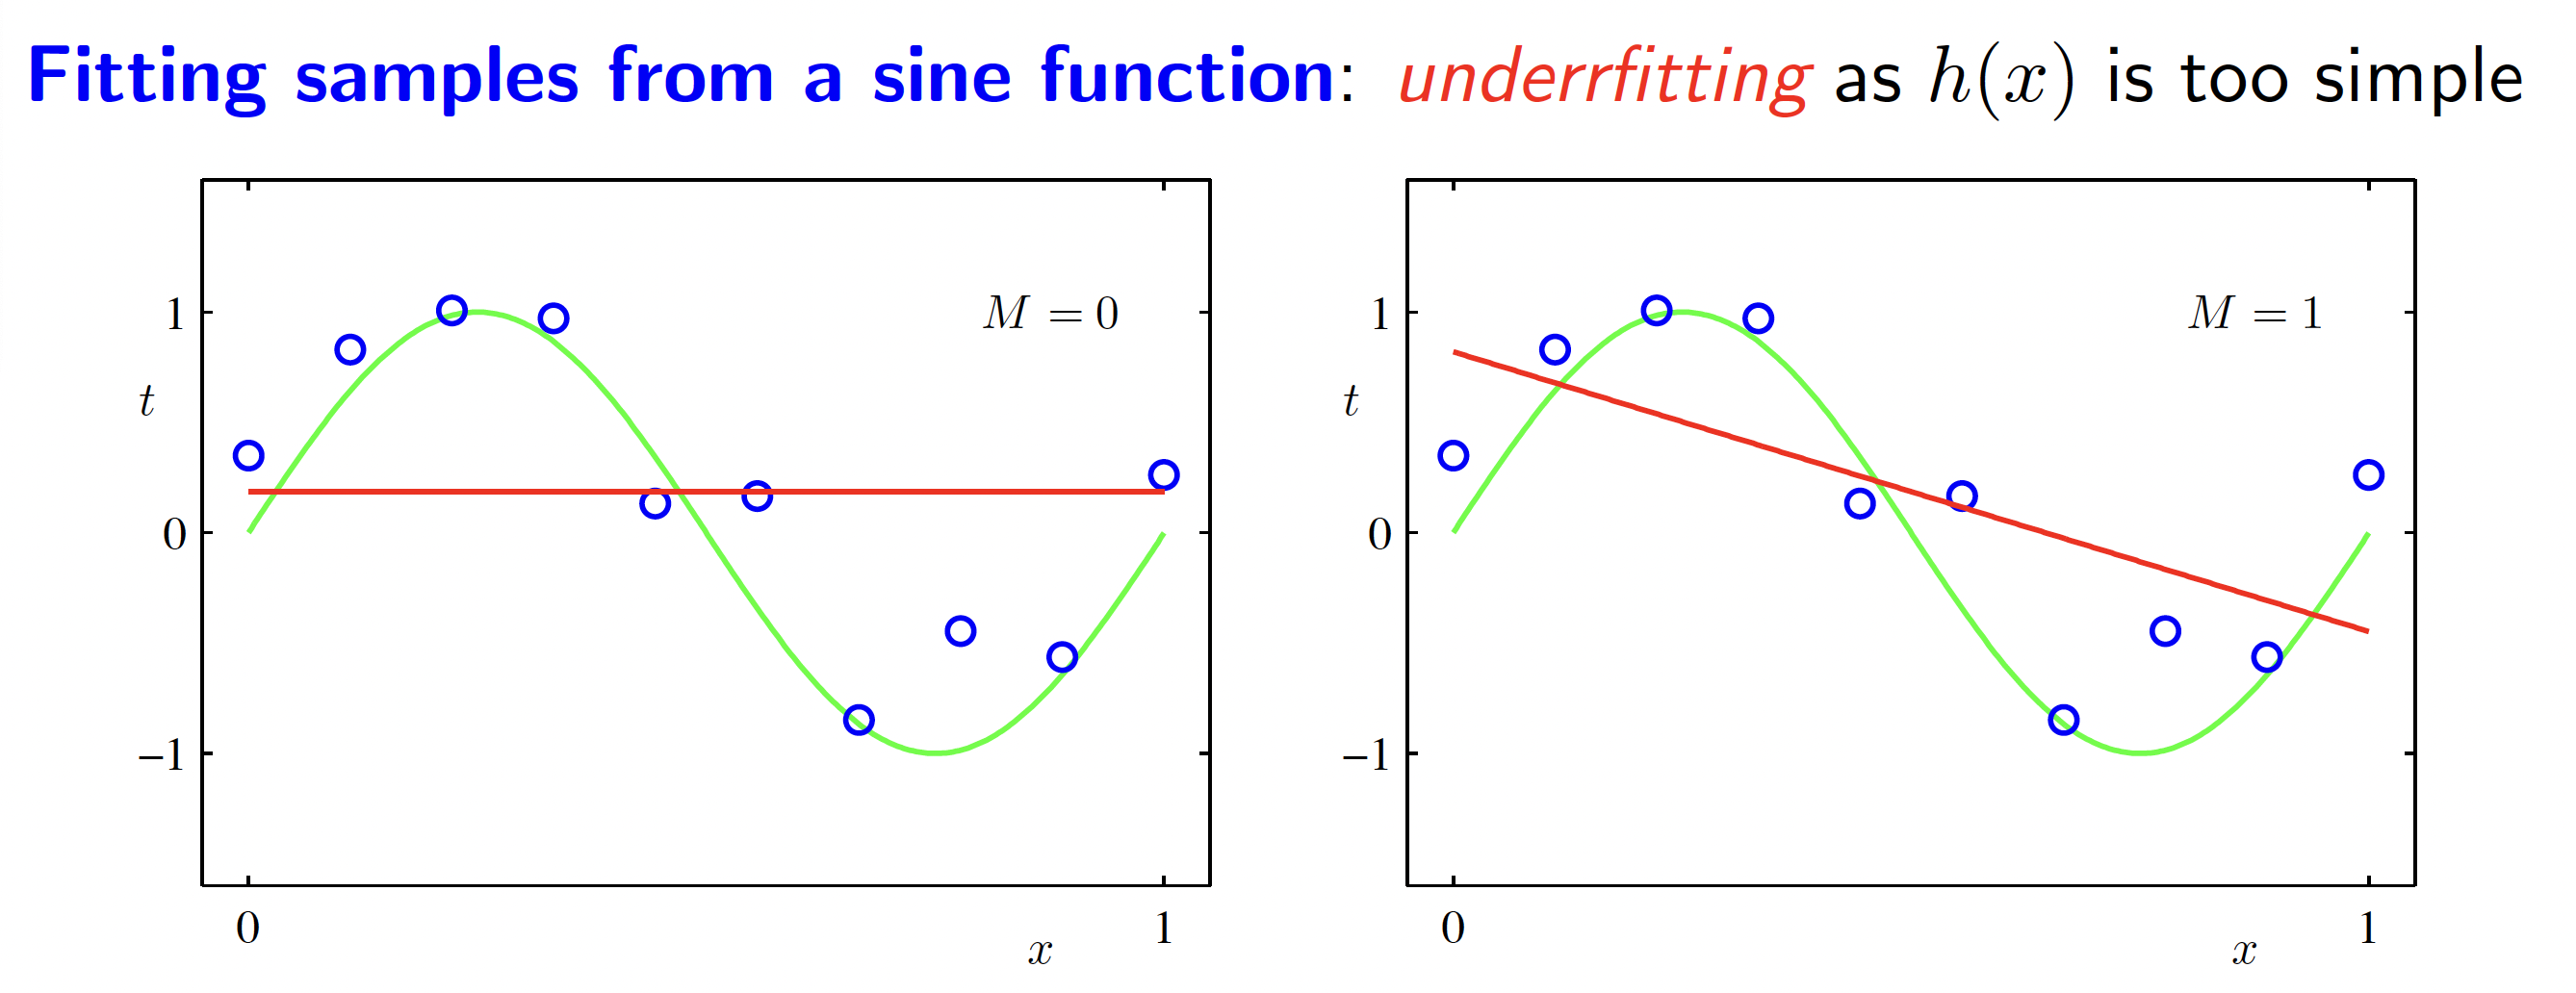 Fitting samples from a sine function: underrfitting as h(x) is too simple
M = 0
1
t
0
−1
0
1
x
M = 1
1
t
0
−1
0
1
x